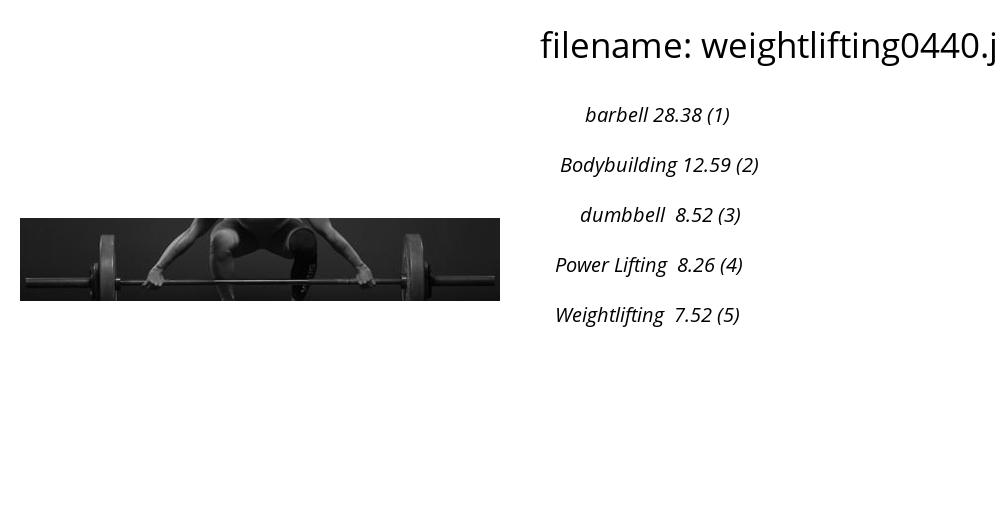 filename: weightlifting0440.j
barbell 28.38 (1)
Bodybuilding 12.59 (2)
dumbbell 8.52 (3)
Power Lifting 8.26 (4)
Weightlifting 7.52 (5)